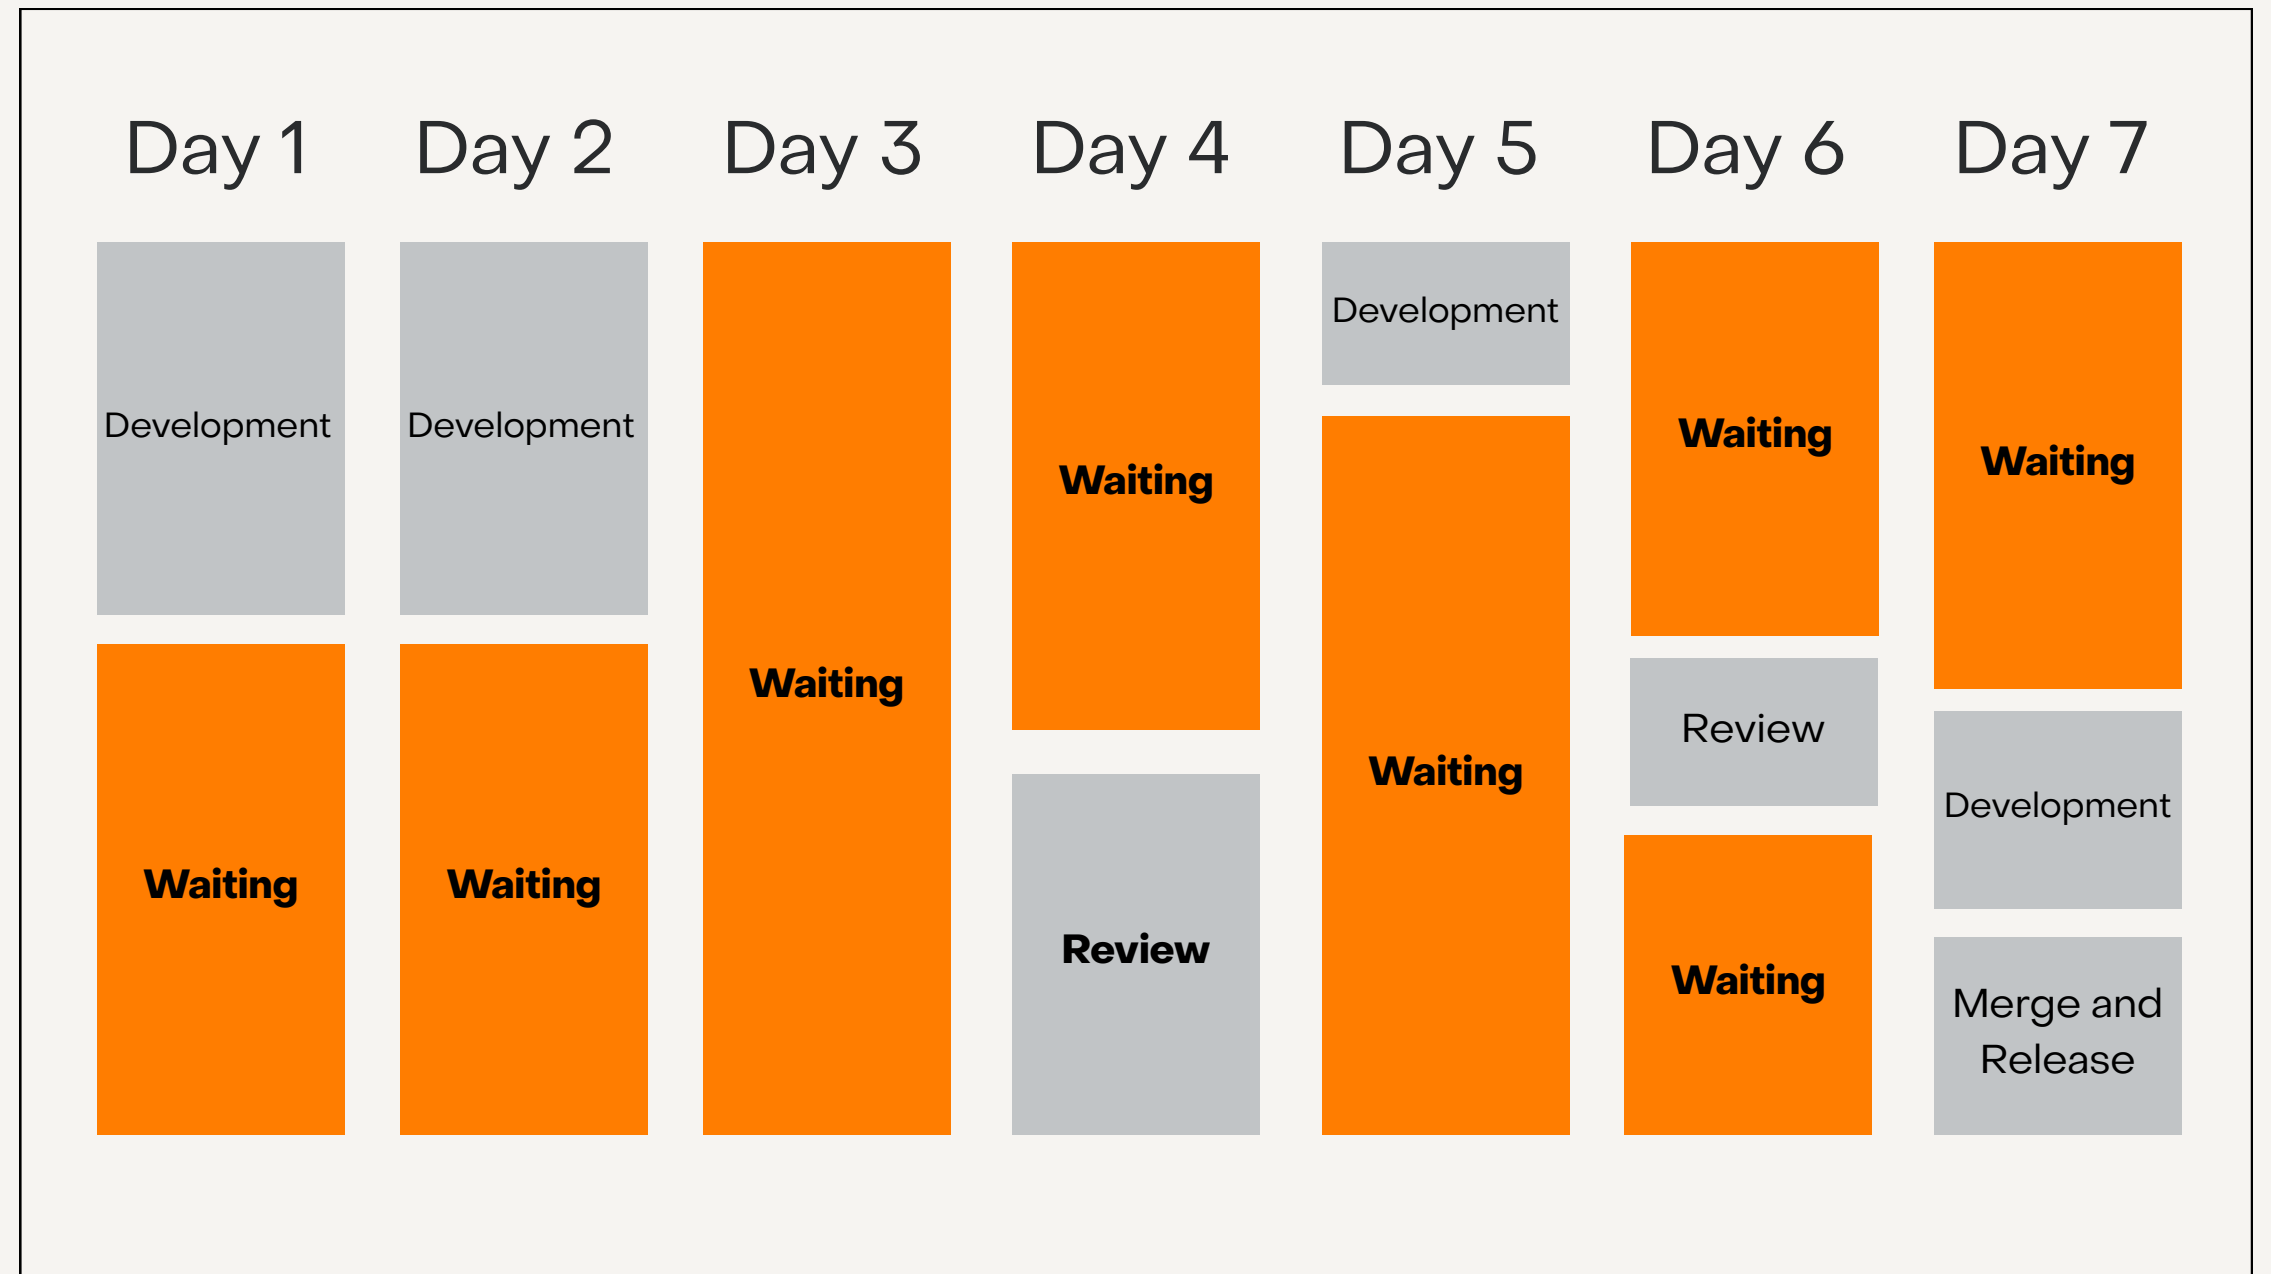 Day 1
Day 2
Day 3
Day 4
Day 5
Day 6
Day 7
Development
Waiting
Development
Waiting
Waiting
Waiting
Review
Development
Waiting
Waiting
Review
Waiting
Waiting
Development
Merge and
Release